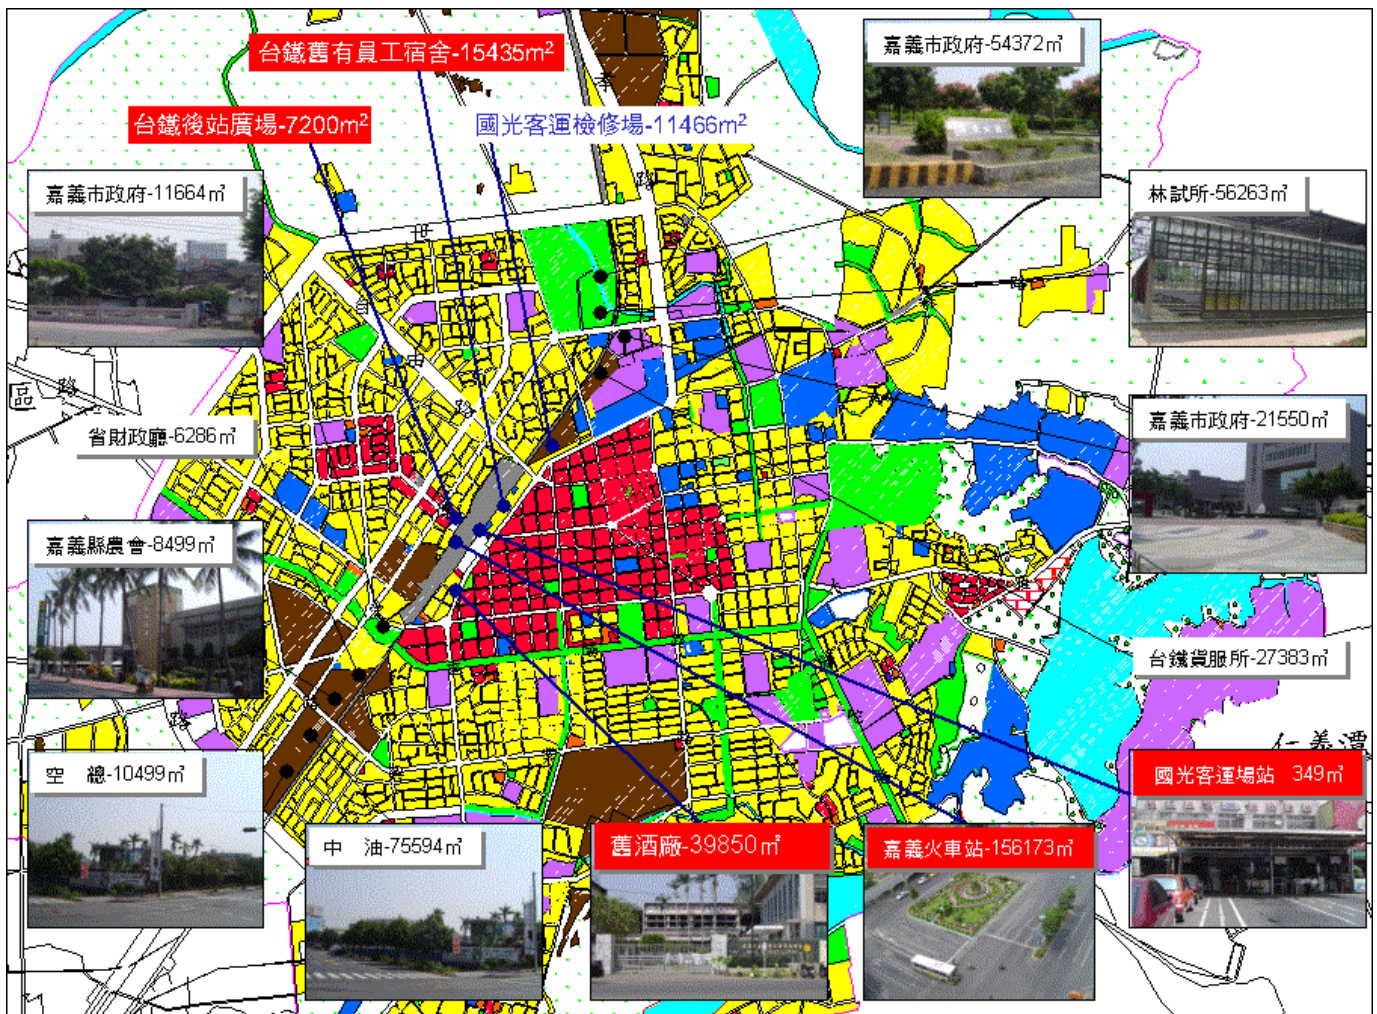 台鐵舊有員工宿舍-15435m²
嘉義市政府-54372㎡
台鐵後站廣場-7200m²
國光客運檢修場-11466m²
嘉義市政府-11664㎡
林試所-56263㎡
區
路
省財政廳-6286㎡
嘉義市政府-21550㎡
嘉義縣農會-8499㎡
台鐵貨服所-27383㎡
仁義潭
空 總-10499㎡
國光客運場站 349㎡
中 油-75594㎡
舊酒廠-39850㎡
嘉義火車站-156173㎡